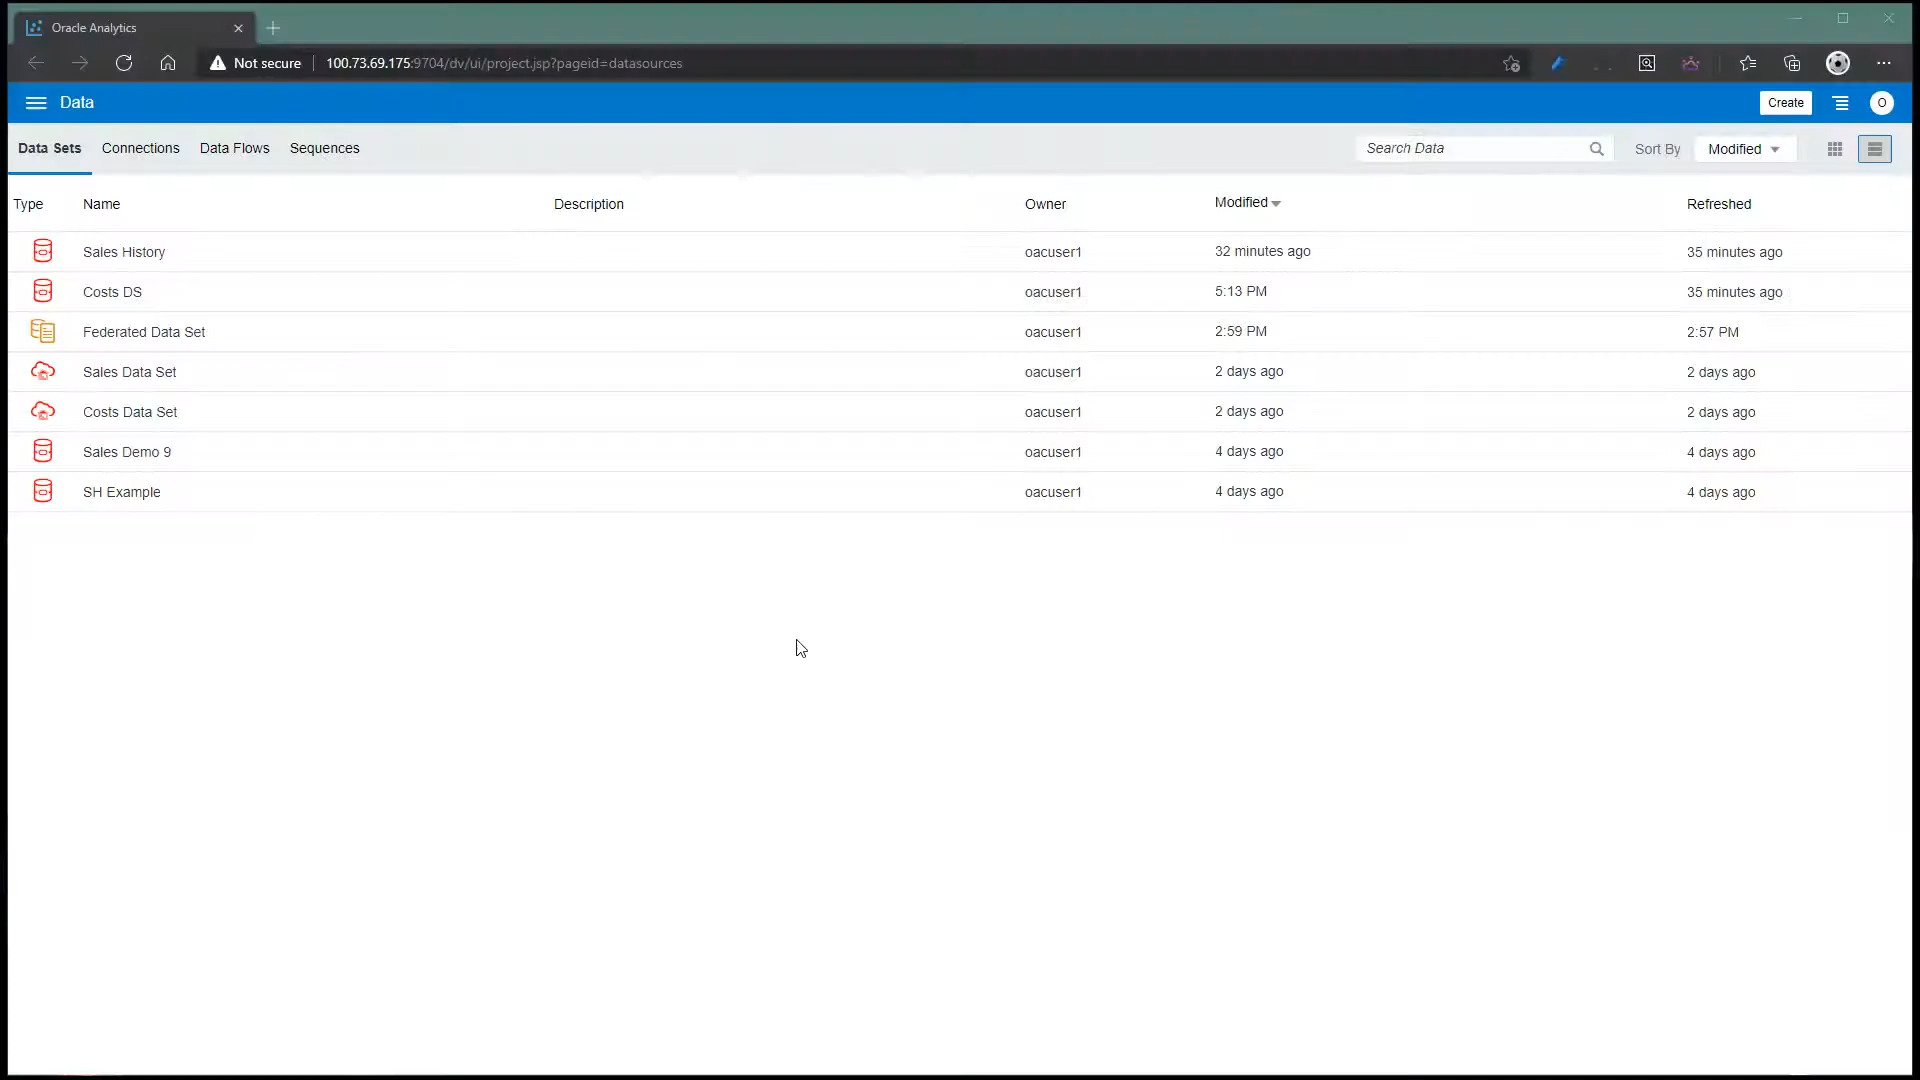 Oracle Analytics
Not secure 100.73.69.175:9704/dv/ui/project.jsp?pageid=datasources
Data Create O
Data Sets Connections Data Flows Sequences Search Data Sort By Modified
Type Name Description Owner Modified Refreshed
Sales History oacuser1 32 minutes ago 35 minutes ago
Costs DS oacuser1 5:13 PM 35 minutes ago
Federated Data Set oacuser1 2:59 PM 2:57 PM
Sales Data Set oacuser1 2 days ago 2 days ago
Costs Data Set oacuser1 2 days ago 2 days ago
Sales Demo 9 oacuser1 4 days ago 4 days ago
SH Example oacuser1 4 days ago 4 days ago